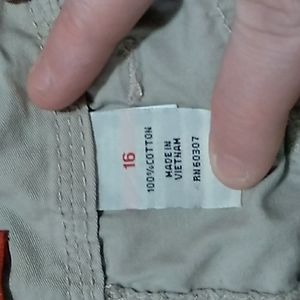 16
100% COTTON
MADE IN
VIETNAM
RN 60307